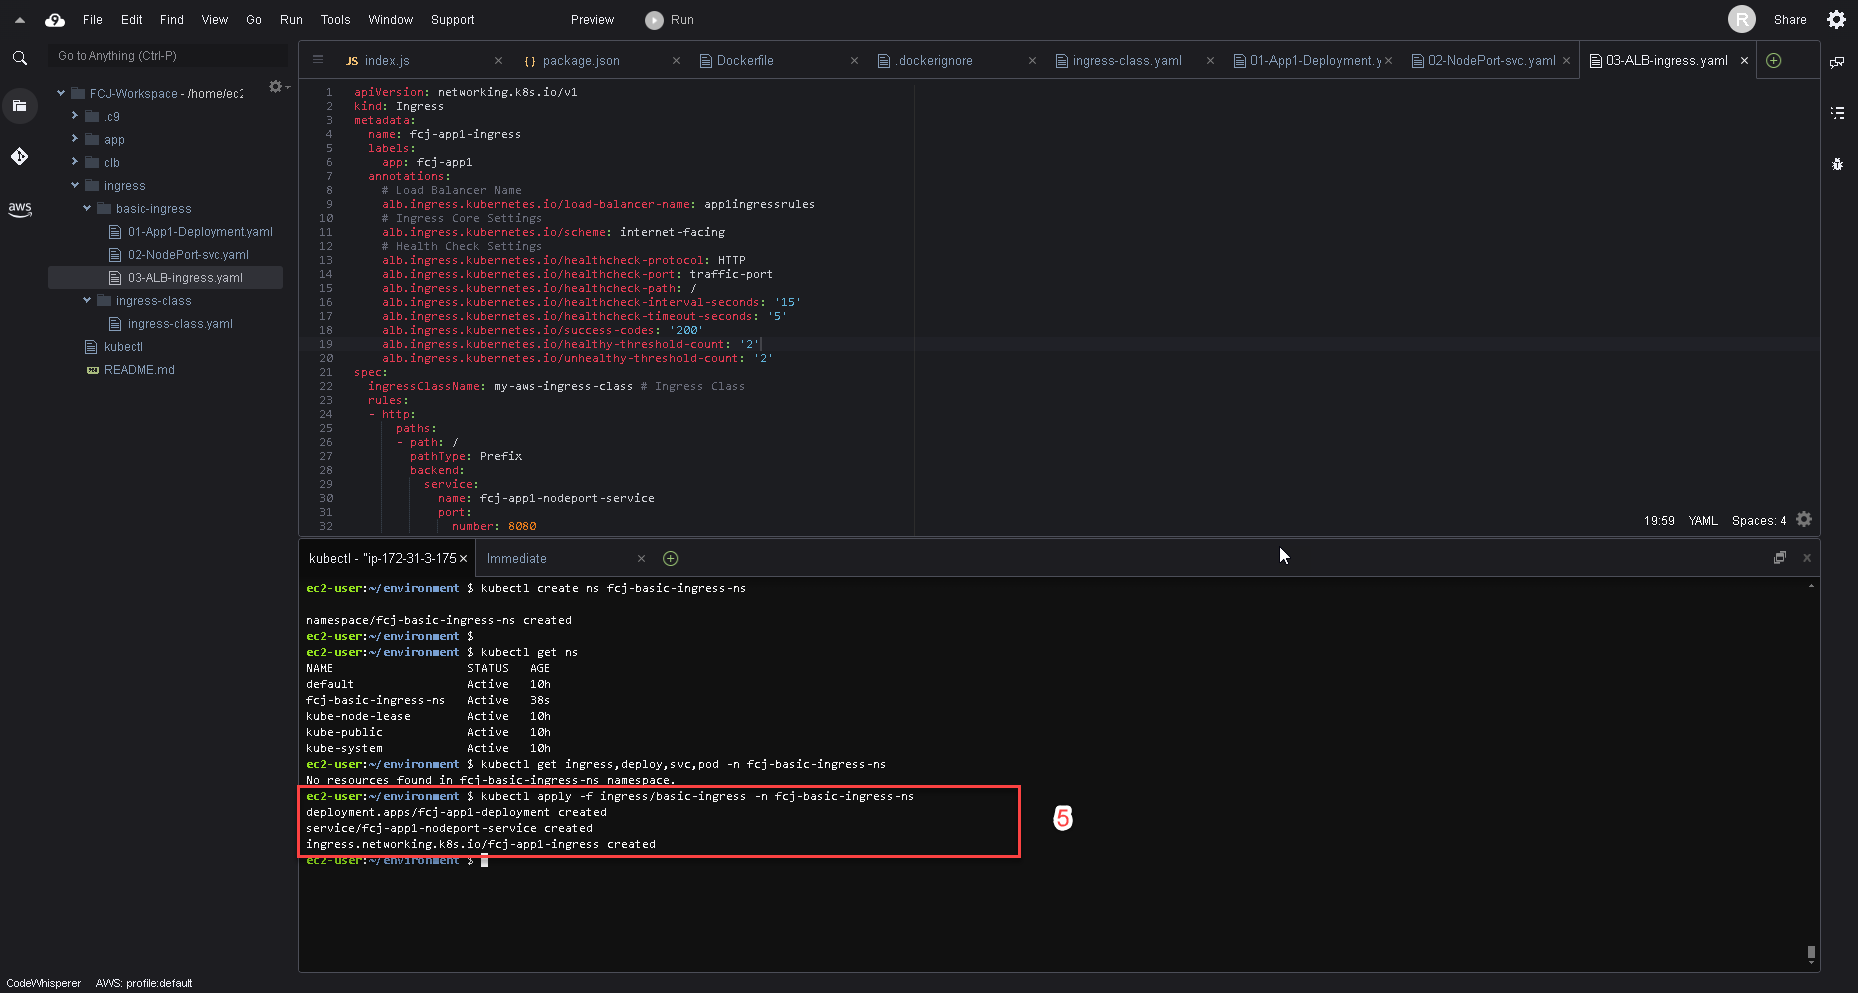 File Edit Find View Go Run Tools Window Support Preview Run R Share
Go to Anything (Ctrl-P)
JS index.js × { } package.json × Dockerfile × .dockerignore × ingress-class.yaml × 01-App1-Deployment.y× 02-NodePort-svc.yaml × 03-ALB-ingress.yaml ×
FCJ-Workspace - /home/ec2
.c9
app
clb
ingress
basic-ingress
01-App1-Deployment.yaml
02-NodePort-svc.yaml
03-ALB-ingress.yaml
ingress-class
ingress-class.yaml
kubectl
README.md
aws
1 apiVersion: networking.k8s.io/v1
2 kind: Ingress
3 metadata:
4 name: fcj-app1-ingress
5 labels:
6 app: fcj-app1
7 annotations:
8 # Load Balancer Name
9 alb.ingress.kubernetes.io/load-balancer-name: applingressrules
10 # Ingress Core Settings
11 alb.ingress.kubernetes.io/scheme: internet-facing
12 # Health Check Settings
13 alb.ingress.kubernetes.io/healthcheck-protocol: HTTP
14 alb.ingress.kubernetes.io/healthcheck-port: traffic-port
15 alb.ingress.kubernetes.io/healthcheck-path: /
16 alb.ingress.kubernetes.io/healthcheck-interval-seconds: '15'
17 alb.ingress.kubernetes.io/healthcheck-timeout-seconds: '5'
18 alb.ingress.kubernetes.io/success-codes: '200'
19 alb.ingress.kubernetes.io/healthy-threshold-count: '2'
20 alb.ingress.kubernetes.io/unhealthy-threshold-count: '2'
21 spec:
22 ingressClassName: my-aws-ingress-class # Ingress Class
23 rules:
24 - http:
25 paths:
26 - path: /
27 pathType: Prefix
28 backend:
29 service:
30 name: fcj-app1-nodeport-service
31 port:
32 number: 8080
19:59 YAML Spaces: 4
kubectl - "ip-172-31-3-175 × Immediate ×
ec2-user:~/environment $ kubectl create ns fcj-basic-ingress-ns
namespace/fcj-basic-ingress-ns created
ec2-user:~/environment $
ec2-user:~/environment $ kubectl get ns
NAME STATUS AGE
default Active 10h
fcj-basic-ingress-ns Active 38s
kube-node-lease Active 10h
kube-public Active 10h
kube-system Active 10h
ec2-user:~/environment $ kubectl get ingress,deploy,svc,pod -n fcj-basic-ingress-ns
No resources found in fcj-basic-ingress-ns namespace.
ec2-user:~/environment $ kubectl apply -f ingress/basic-ingress -n fcj-basic-ingress-ns
deployment.apps/fcj-app1-deployment created
service/fcj-app1-nodeport-service created
ingress.networking.k8s.io/fcj-app1-ingress created
ec2-user:~/environment $
5
CodeWhisperer AWS: profile:default